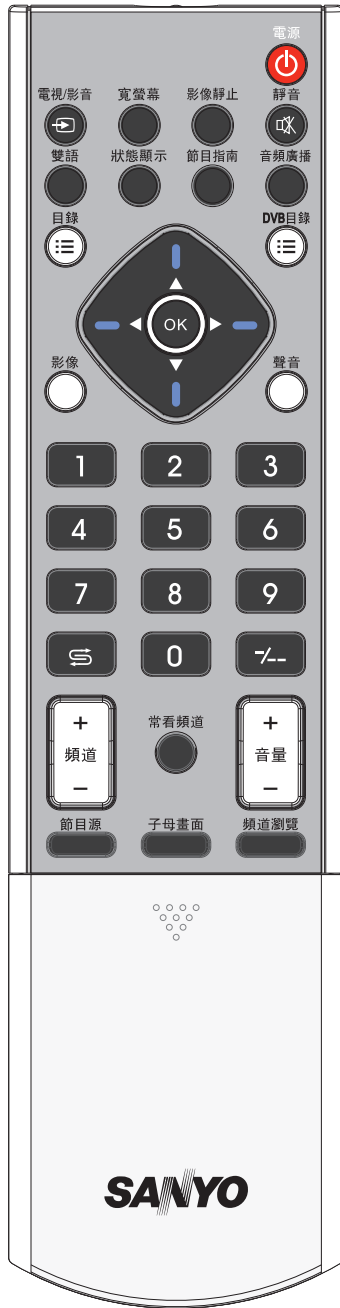 電源
電視/影音 寬螢幕 影像靜止 靜音
雙語 狀態顯示 節目指南 音頻廣播
目錄 DVB目錄
OK
影像 聲音
1 2 3
4 5 6
7 8 9
0 -/--
+ 常看頻道 +
頻道 音量
− −
節目源 子母畫面 頻道瀏覽
SANYO